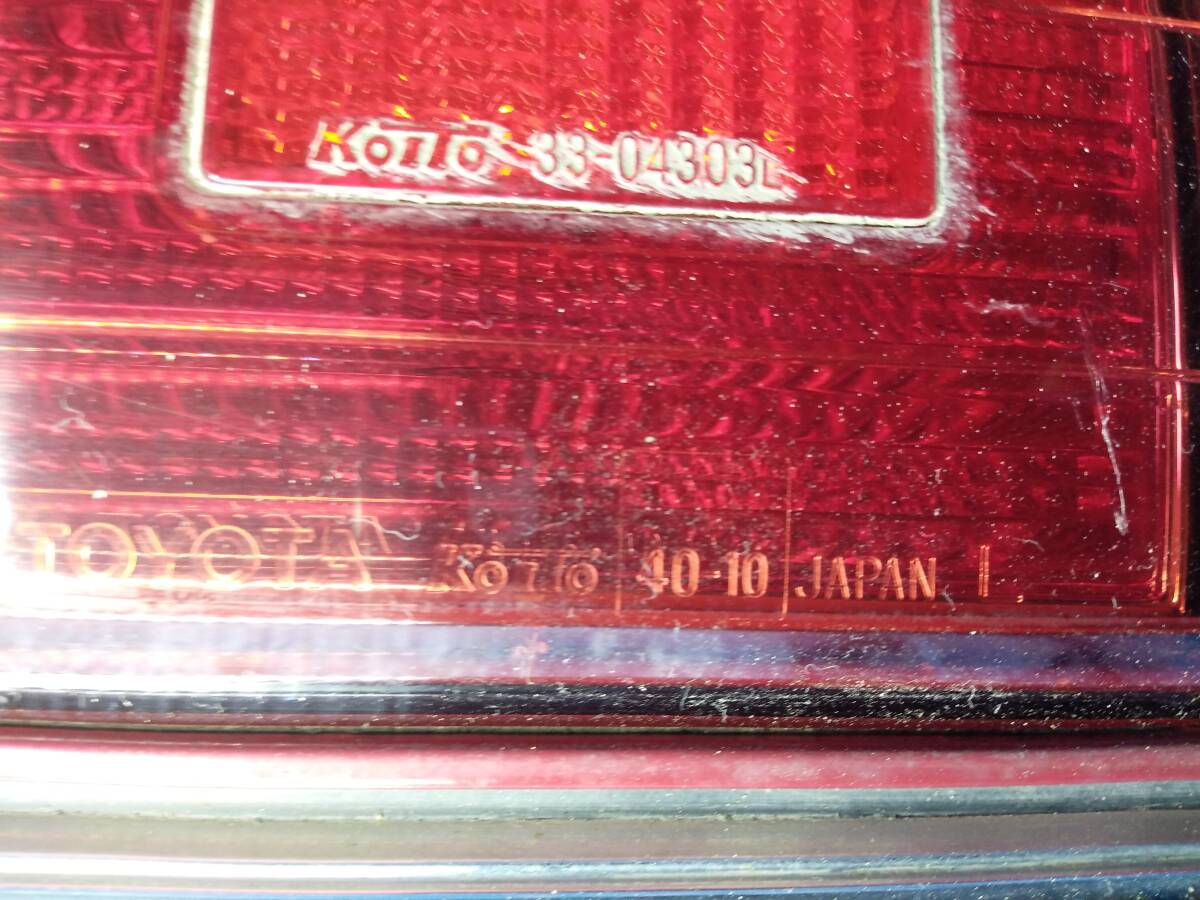 KOITO 33-04303L
TOYOTA KOITO 40-10 JAPAN I